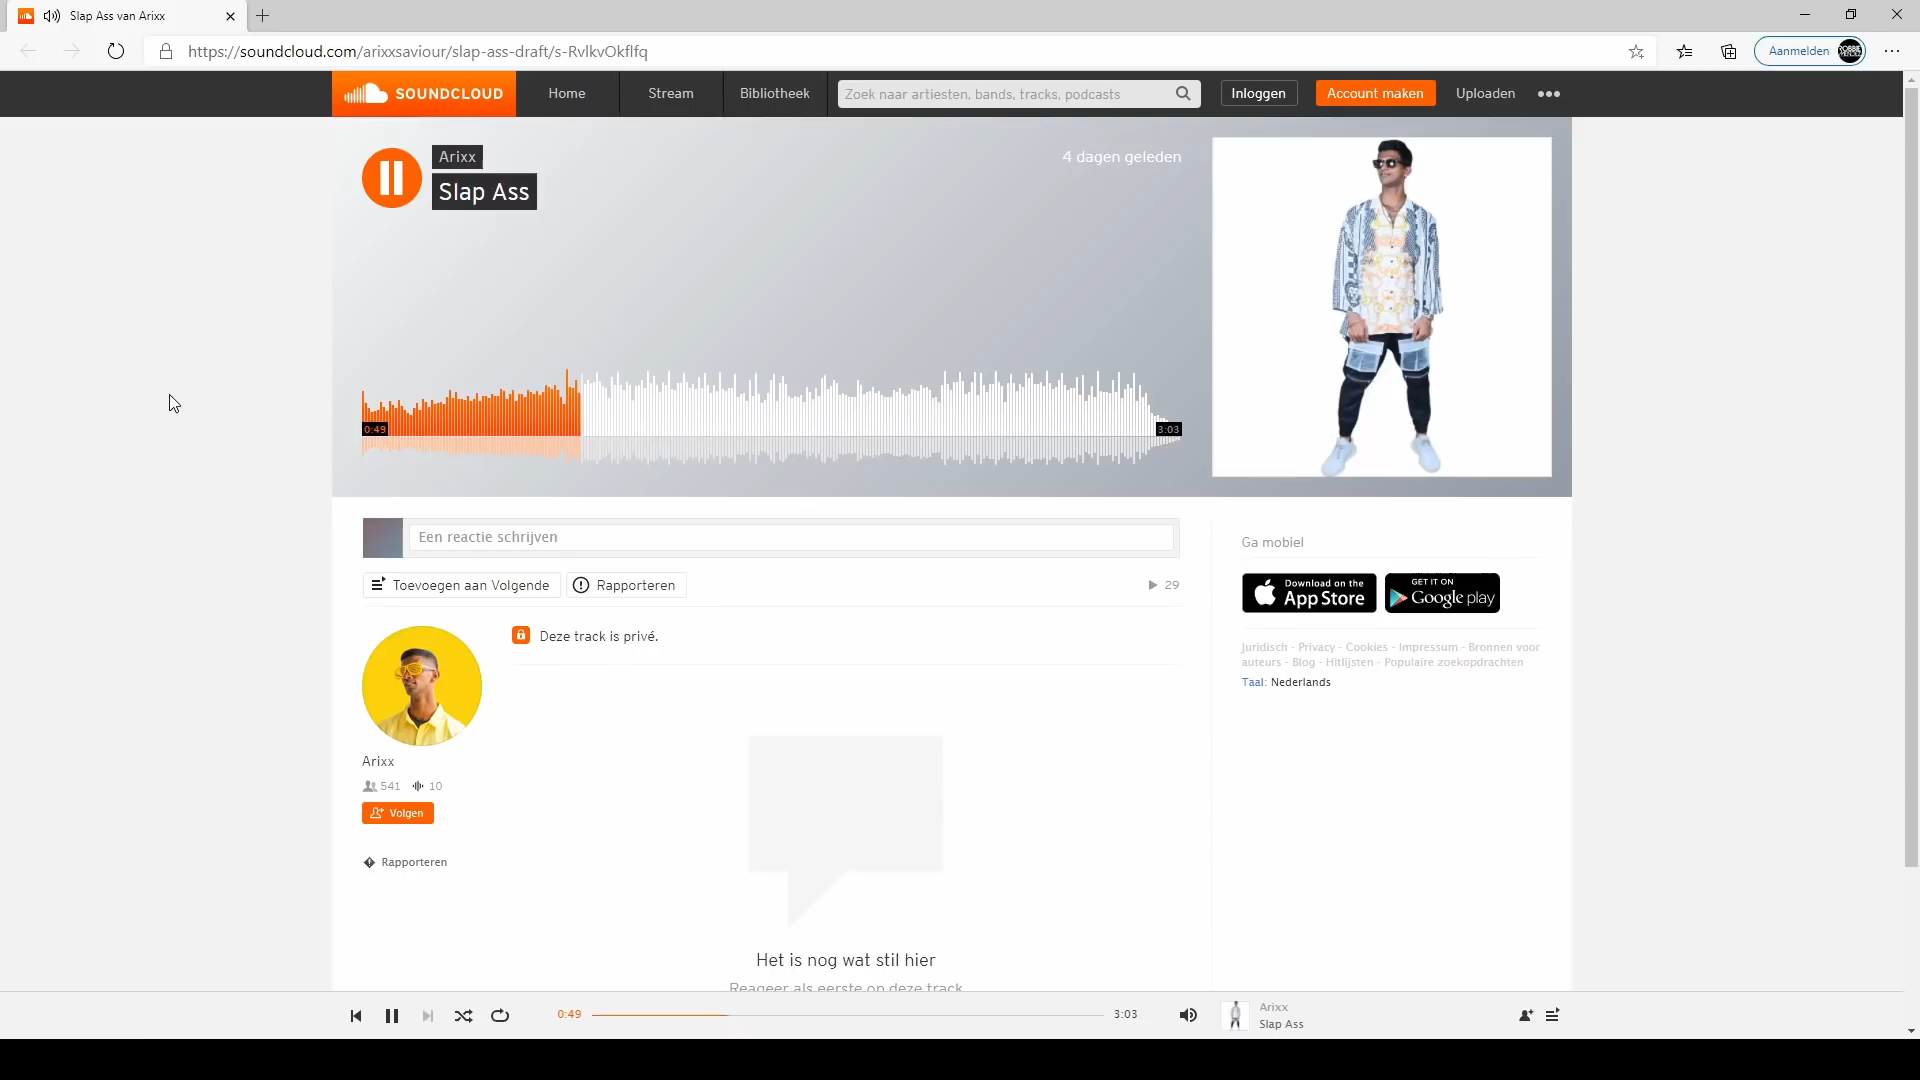 Slap Ass van Arixx
https://soundcloud.com/arixxsaviour/slap-ass-draft/s-RvlkvOkflfq
Aanmelden
SOUNDCLOUD
Home
Stream
Bibliotheek
Zoek naar artiesten, bands, tracks, podcasts
Inloggen
Account maken
Uploaden
Arixx
Slap Ass
4 dagen geleden
0:49
3:03
Een reactie schrijven
Toevoegen aan Volgende
Rapporteren
29
Deze track is privé.
Arixx
541
10
Volgen
Rapporteren
Het is nog wat stil hier
Reageer als eerste op deze track
Ga mobiel
Download on the
App Store
GET IT ON
Google play
Juridisch - Privacy - Cookies - Impressum - Bronnen voor
auteurs - Blog - Hitlijsten - Populaire zoekopdrachten
Taal: Nederlands
0:49
3:03
Arixx
Slap Ass